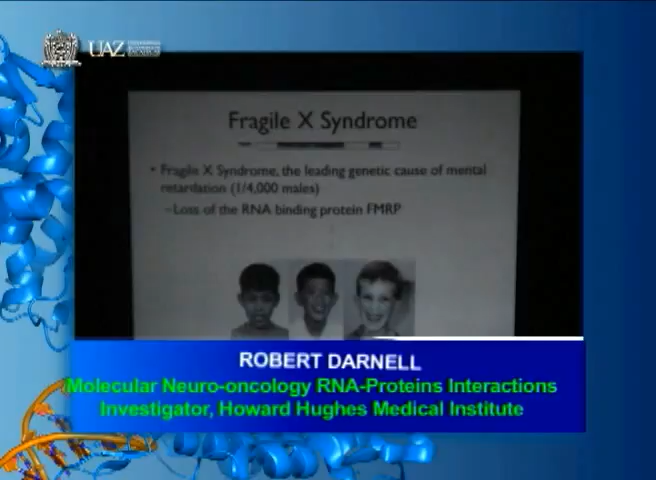 UAZ
Fragile X Syndrome
• Fragile X Syndrome, the leading genetic cause of mental
retardation (1/4,000 males)
–Loss of the RNA binding protein FMRP
ROBERT DARNELL
Molecular Neuro-oncology RNA-Proteins Interactions
Investigator, Howard Hughes Medical Institute